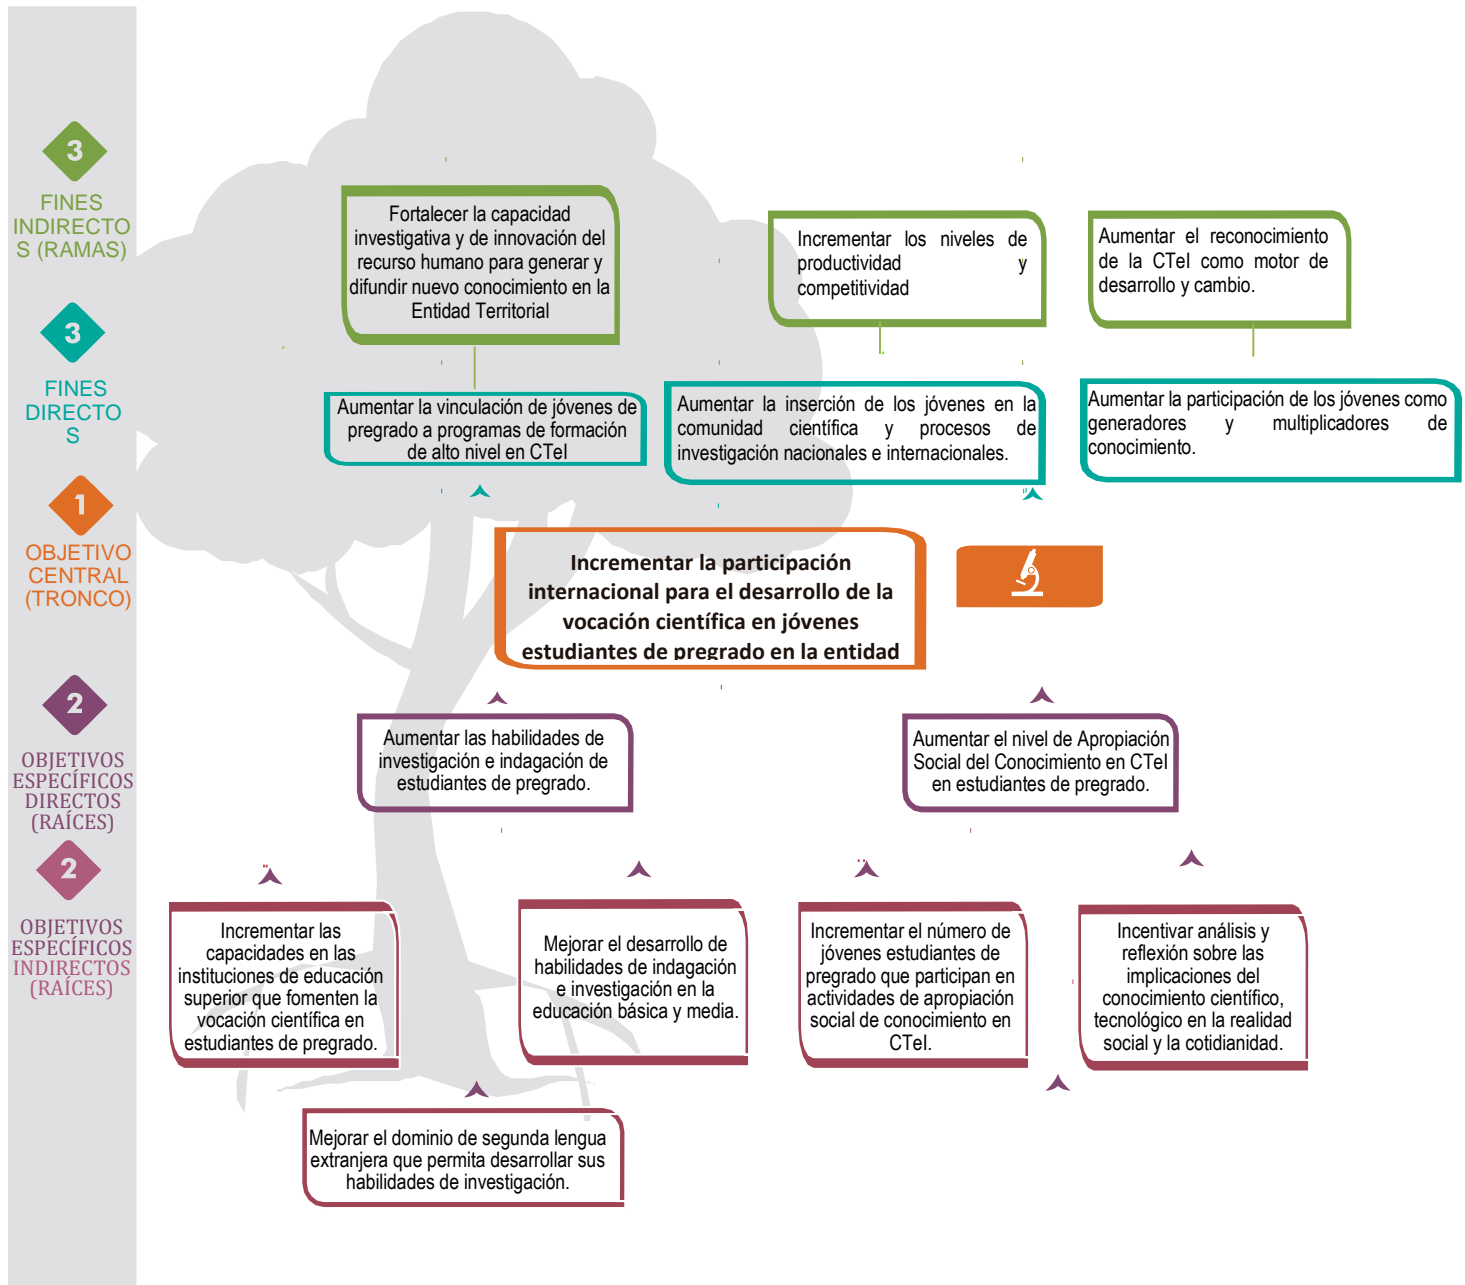 3
FINES
INDIRECTO
S (RAMAS)
Fortalecer la capacidad
investigativa y de innovación del
recurso humano para generar y
difundir nuevo conocimiento en la
Entidad Territorial
Incrementar los niveles de
productividad y
competitividad
Aumentar el reconocimiento
de la CTeI como motor de
desarrollo y cambio.
3
FINES
DIRECTO
S
Aumentar la vinculación de jóvenes de
pregrado a programas de formación
de alto nivel en CTeI
Aumentar la inserción de los jóvenes en la
comunidad científica y procesos de
investigación nacionales e internacionales.
Aumentar la participación de los jóvenes como
generadores y multiplicadores de
conocimiento.
1
OBJETIVO
CENTRAL
(TRONCO)
Incrementar la participación
internacional para el desarrollo de la
vocación científica en jóvenes
estudiantes de pregrado en la entidad
2
OBJETIVOS
ESPECÍFICOS
DIRECTOS
(RAÍCES)
Aumentar las habilidades de
investigación e indagación de
estudiantes de pregrado.
Aumentar el nivel de Apropiación
Social del Conocimiento en CTeI
en estudiantes de pregrado.
2
OBJETIVOS
ESPECÍFICOS
INDIRECTOS
(RAÍCES)
Incrementar las
capacidades en las
instituciones de educación
superior que fomenten la
vocación científica en
estudiantes de pregrado.
Mejorar el desarrollo de
habilidades de indagación
e investigación en la
educación básica y media.
Incrementar el número de
jóvenes estudiantes de
pregrado que participan en
actividades de apropiación
social de conocimiento en
CTeI.
Incentivar análisis y
reflexión sobre las
implicaciones del
conocimiento científico,
tecnológico en la realidad
social y la cotidianidad.
Mejorar el dominio de segunda lengua
extranjera que permita desarrollar sus
habilidades de investigación.